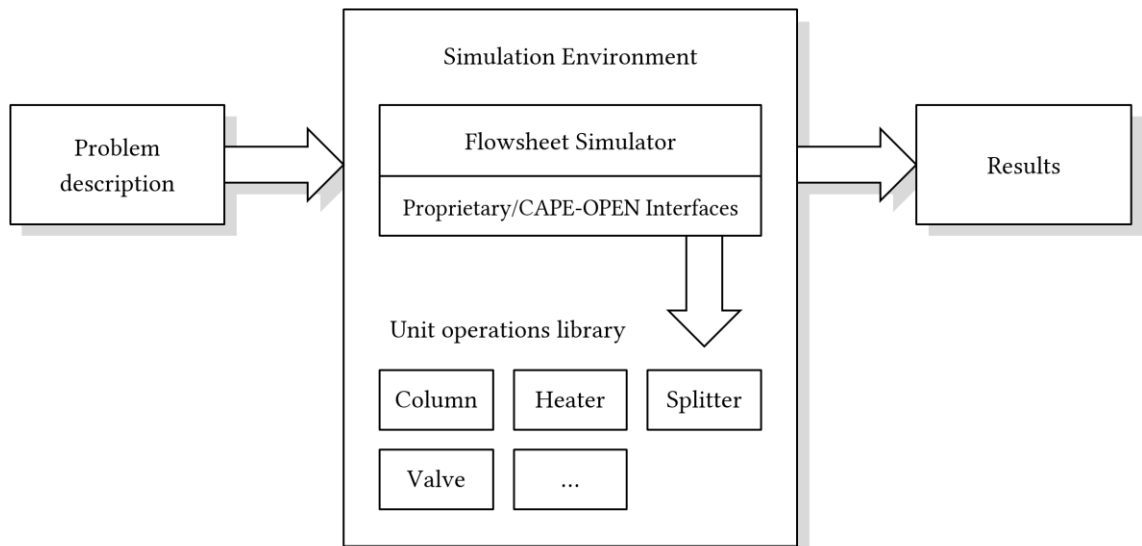 Simulation Environment
Problem
description
Flowsheet Simulator
Proprietary/CAPE-OPEN Interfaces
Results
Unit operations library
Column
Heater
Splitter
Valve
...